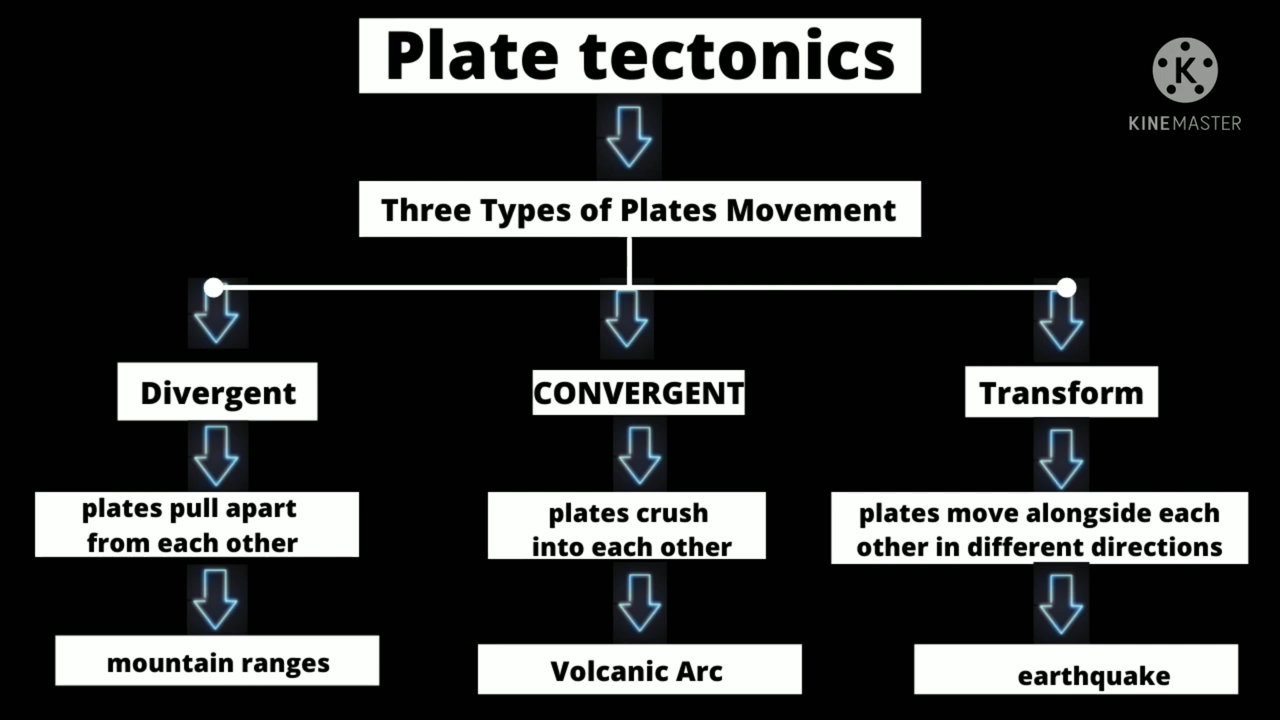 Plate tectonics
KINEMASTER
Three Types of Plates Movement
Divergent
CONVERGENT
Transform
plates pull apart
from each other
plates crush
into each other
plates move alongside each
other in different directions
mountain ranges
Volcanic Arc
earthquake